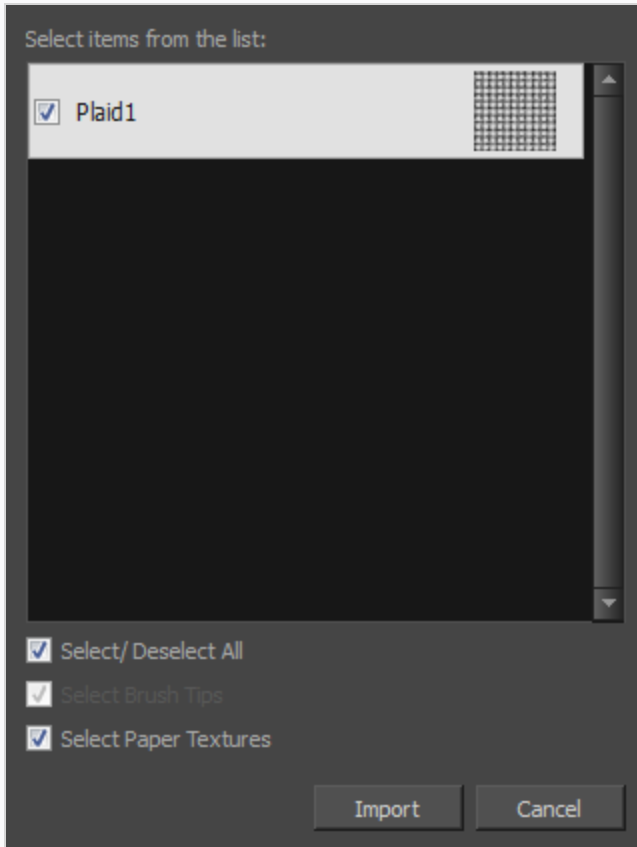 Select items from the list:
Plaid1
Select/ Deselect All
Select Brush Tips
Select Paper Textures
Import Cancel